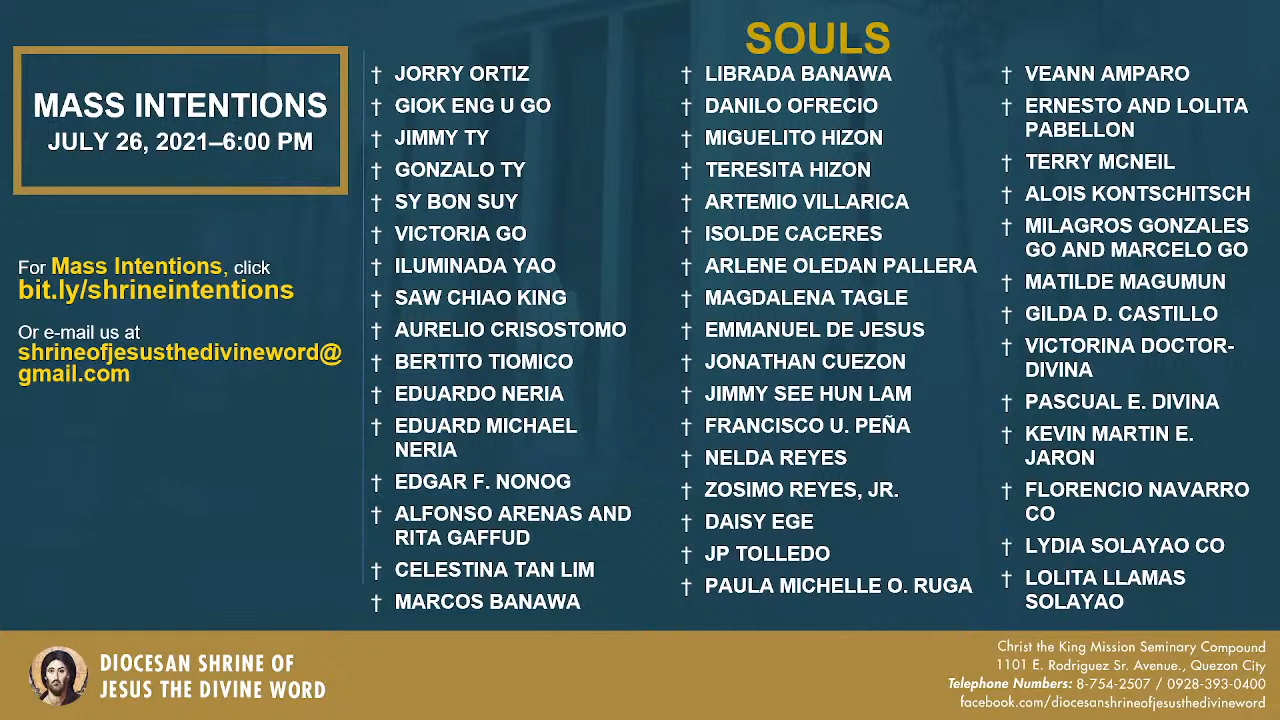 MASS INTENTIONS
JULY 26, 2021–6:00 PM
For Mass Intentions, click
bit.ly/shrineintentions
Or e-mail us at
shrineofjesusthedivineword@
gmail.com
SOULS
† JORRY ORTIZ
† GIOK ENG U GO
† JIMMY TY
† GONZALO TY
† SY BON SUY
† VICTORIA GO
† ILUMINADA YAO
† SAW CHIAO KING
† AURELIO CRISOSTOMO
† BERTITO TIOMICO
† EDUARDO NERIA
† EDUARD MICHAEL
NERIA
† EDGAR F. NONOG
† ALFONSO ARENAS AND
RITA GAFFUD
† CELESTINA TAN LIM
† MARCOS BANAWA
† LIBRADA BANAWA
† DANILO OFRECIO
† MIGUELITO HIZON
† TERESITA HIZON
† ARTEMIO VILLARICA
† ISOLDE CACERES
† ARLENE OLEDAN PALLERA
† MAGDALENA TAGLE
† EMMANUEL DE JESUS
† JONATHAN CUEZON
† JIMMY SEE HUN LAM
† FRANCISCO U. PEÑA
† NELDA REYES
† ZOSIMO REYES, JR.
† DAISY EGE
† JP TOLLEDO
† PAULA MICHELLE O. RUGA
† VEANN AMPARO
† ERNESTO AND LOLITA
PABELLON
† TERRY MCNEIL
† ALOIS KONTSCHITSCH
† MILAGROS GONZALES
GO AND MARCELO GO
† MATILDE MAGUMUN
† GILDA D. CASTILLO
† VICTORINA DOCTOR-
DIVINA
† PASCUAL E. DIVINA
† KEVIN MARTIN E.
JARON
† FLORENCIO NAVARRO
CO
† LYDIA SOLAYAO CO
† LOLITA LLAMAS
SOLAYAO
DIOCESAN SHRINE OF
JESUS THE DIVINE WORD
Christ the King Mission Seminary Compound
1101 E. Rodriguez Sr. Avenue., Quezon City
Telephone Numbers: 8-754-2507 / 0928-393-0400
facebook.com/diocesanshrineofjesusthedivineword